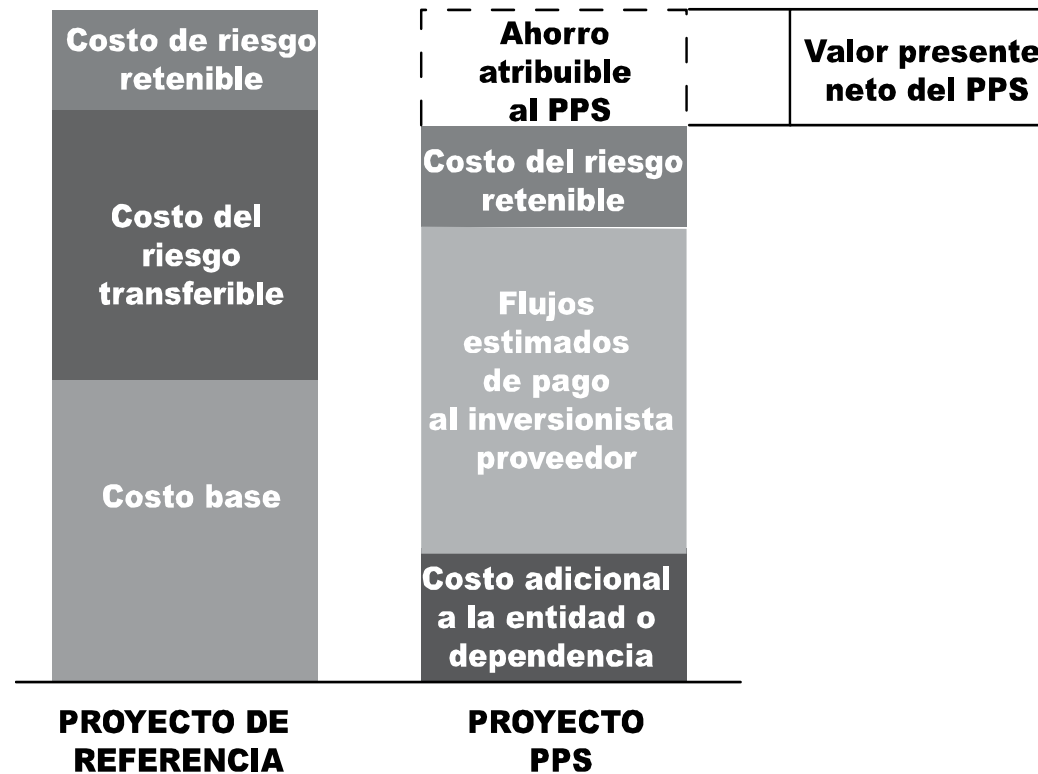 Costo de riesgo
retenible
Costo del
riesgo
transferible
Costo base
PROYECTO DE
REFERENCIA
Ahorro
atribuible
al PPS
Costo del riesgo
retenible
Flujos
estimados
de pago
al inversionista
proveedor
Costo adicional
a la entidad o
dependencia
PROYECTO
PPS
Valor presente
neto del PPS